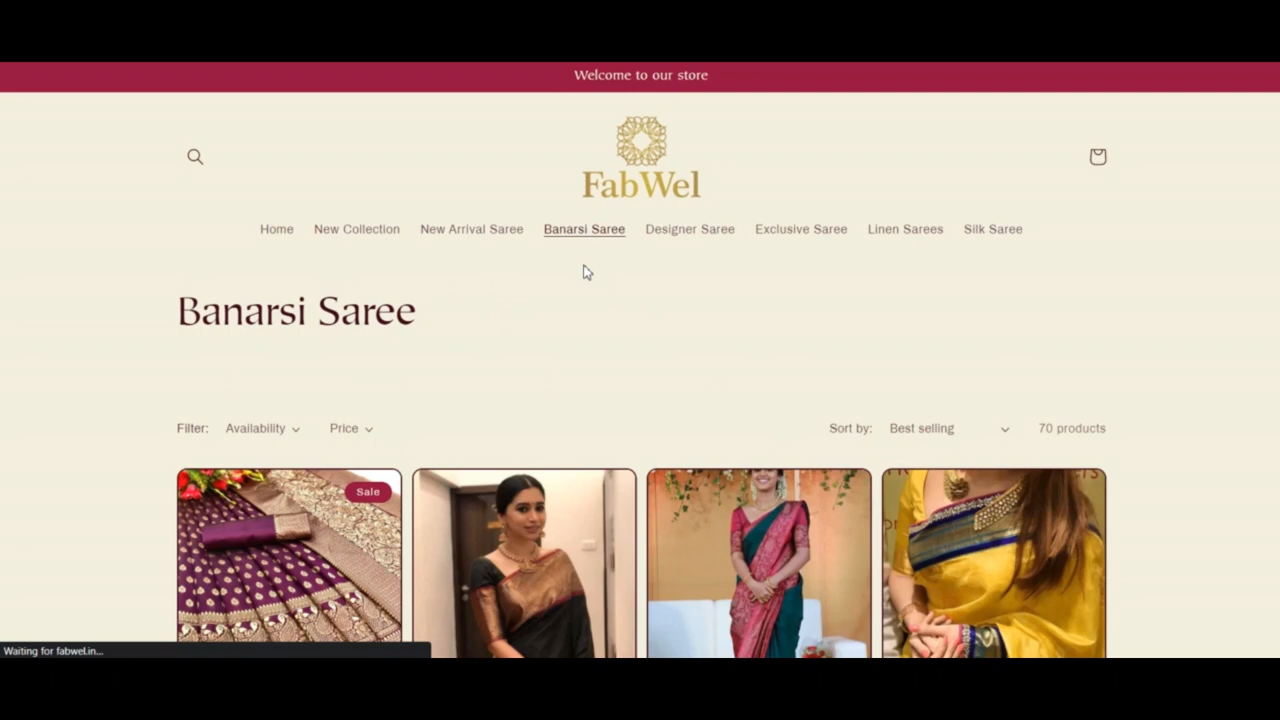 Welcome to our store
FabWel
Home New Collection New Arrival Saree Banarsi Saree Designer Saree Exclusive Saree Linen Sarees Silk Saree
Banarsi Saree
Filter: Availability Price Sort by: Best selling 70 products
Sale
Waiting for fabwel.in...